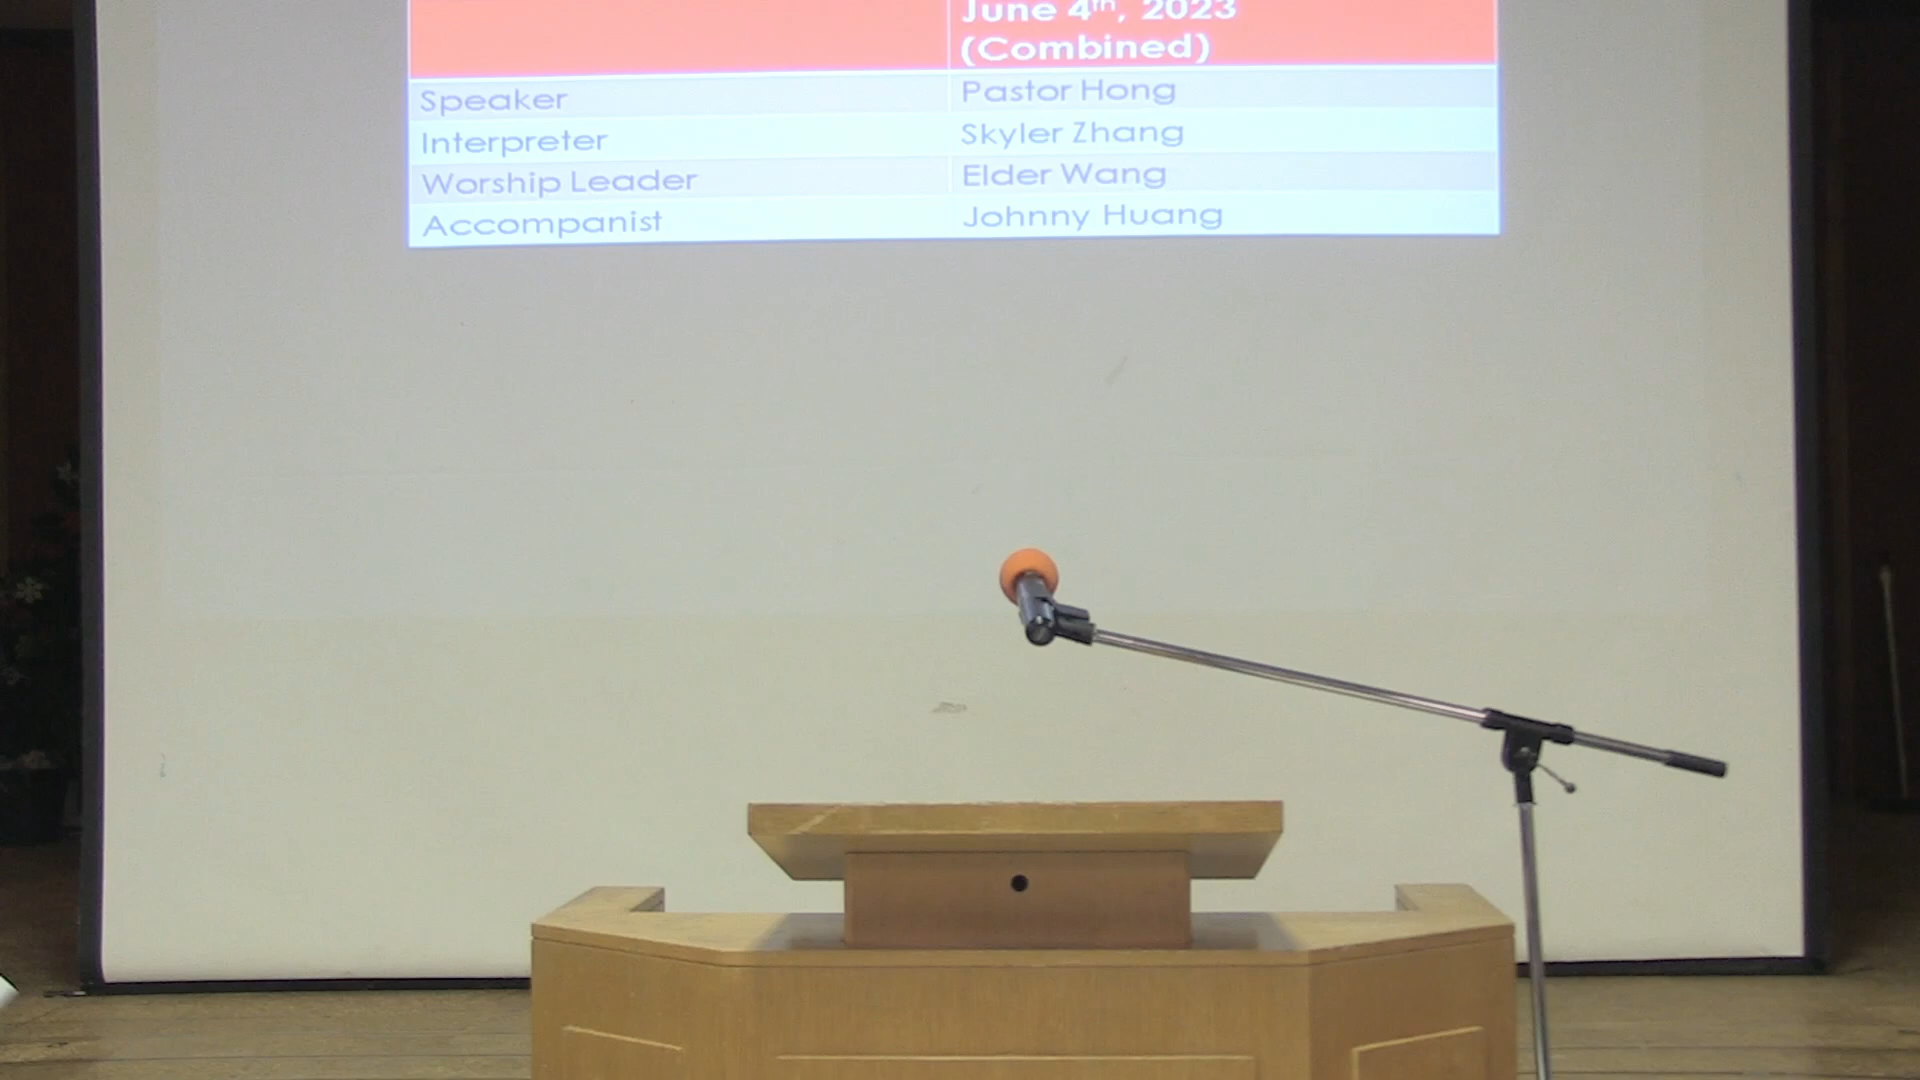 June 4th, 2023
(Combined)
Speaker Pastor Hong
Interpreter Skyler Zhang
Worship Leader Elder Wang
Accompanist Johnny Huang